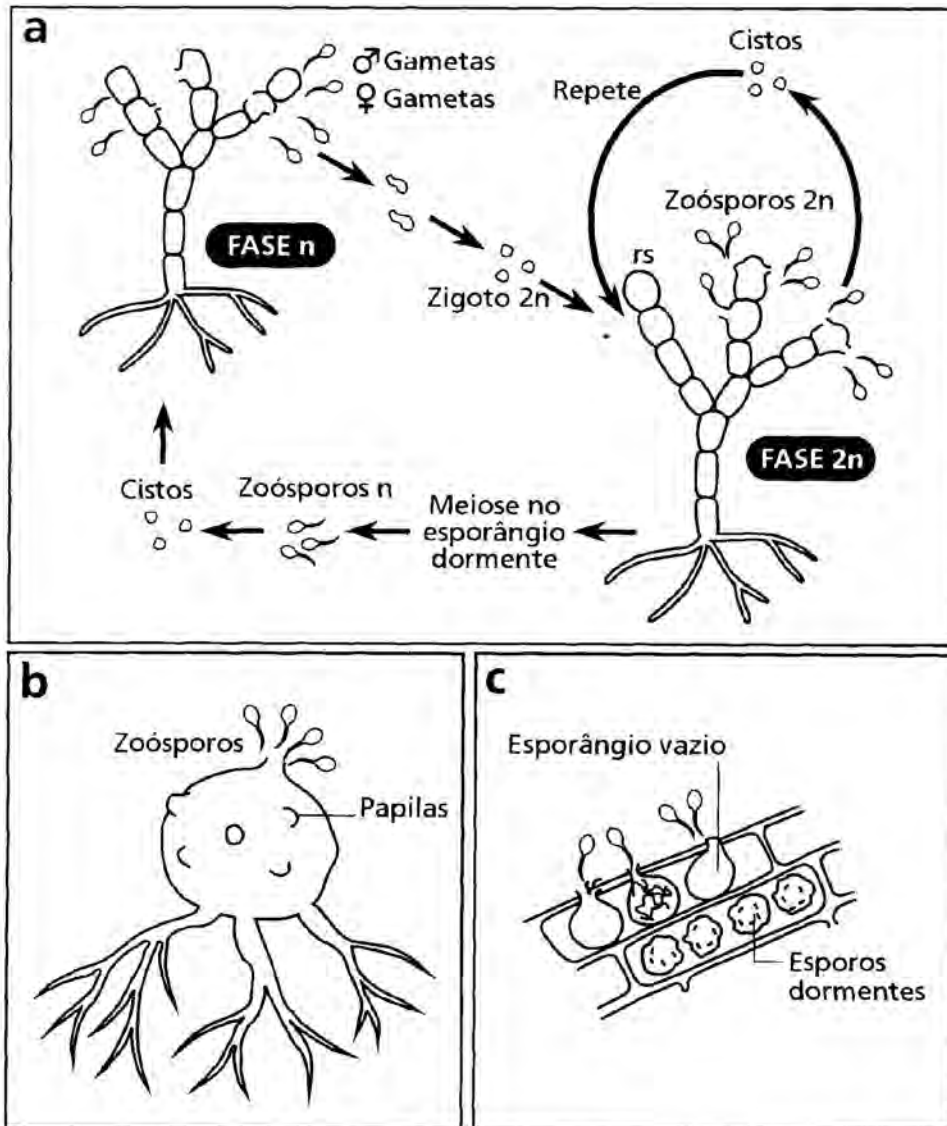 a
♂ Gametas
♀ Gametas
Cistos
Repete
Zoósporos 2n
rs
FASE n
Zigoto 2n
FASE 2n
Cistos
Zoósporos n
Meiose no
esporângio
dormente
b
Zoósporos
Papilas
c
Esporângio vazio
Esporos
dormentes